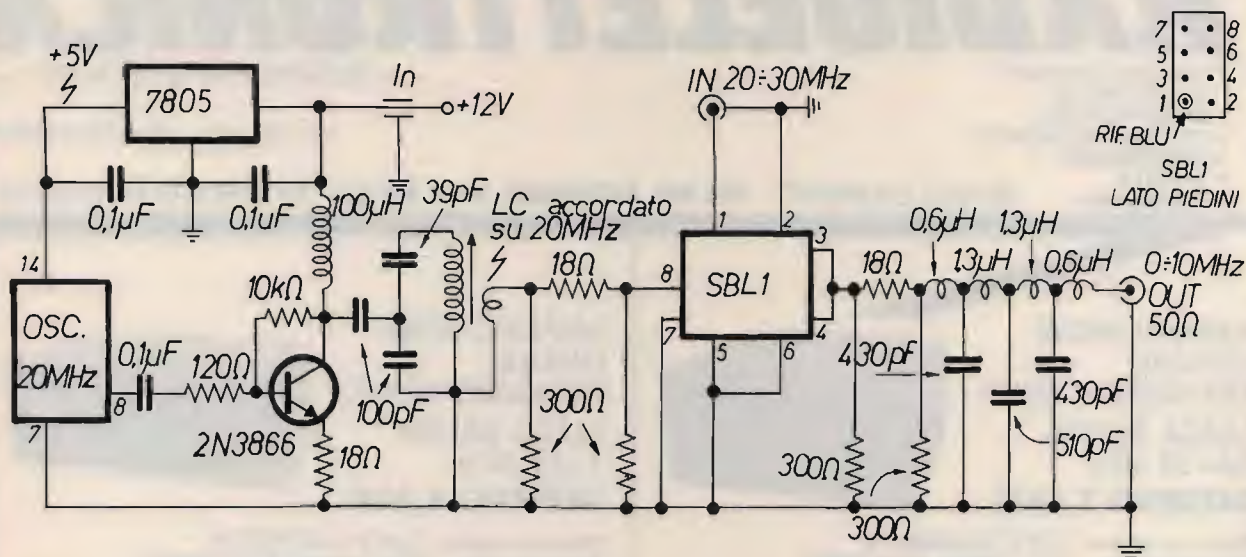 +5V
7805
In
+12V
0,1µF
0,1uF
100µH
39pF
LC accordato
su 20MHz
14
OSC.
20MHz
8
7
0,1µF
120Ω
10kΩ
2N3866
18Ω
100pF
18Ω
300Ω
IN 20÷30MHz
1
2
3
4
5
6
7
8
SBL1
18Ω
0,6µH
1,3µH
1,3µH
0,6µH
430pF
430pF
510pF
300Ω
300Ω
0÷10MHz
OUT
50Ω
7 8
5 6
3 4
1 2
RIF. BLU
SBL1
LATO PIEDINI